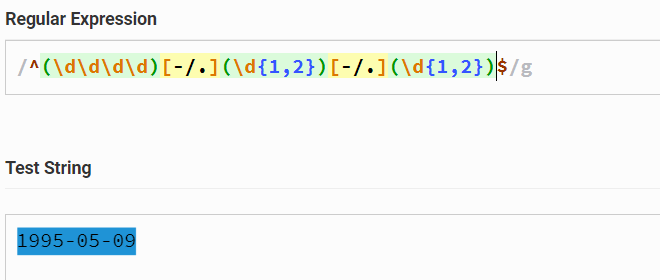 Regular Expression
/^(\d\d\d\d)[-/.](\d{1,2})[-/.](\d{1,2})$/g
Test String
1995-05-09